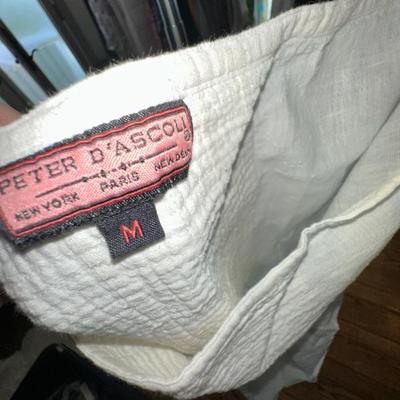 PETER D'ASCOLI®
NEW YORK PARIS NEW DELHI
M